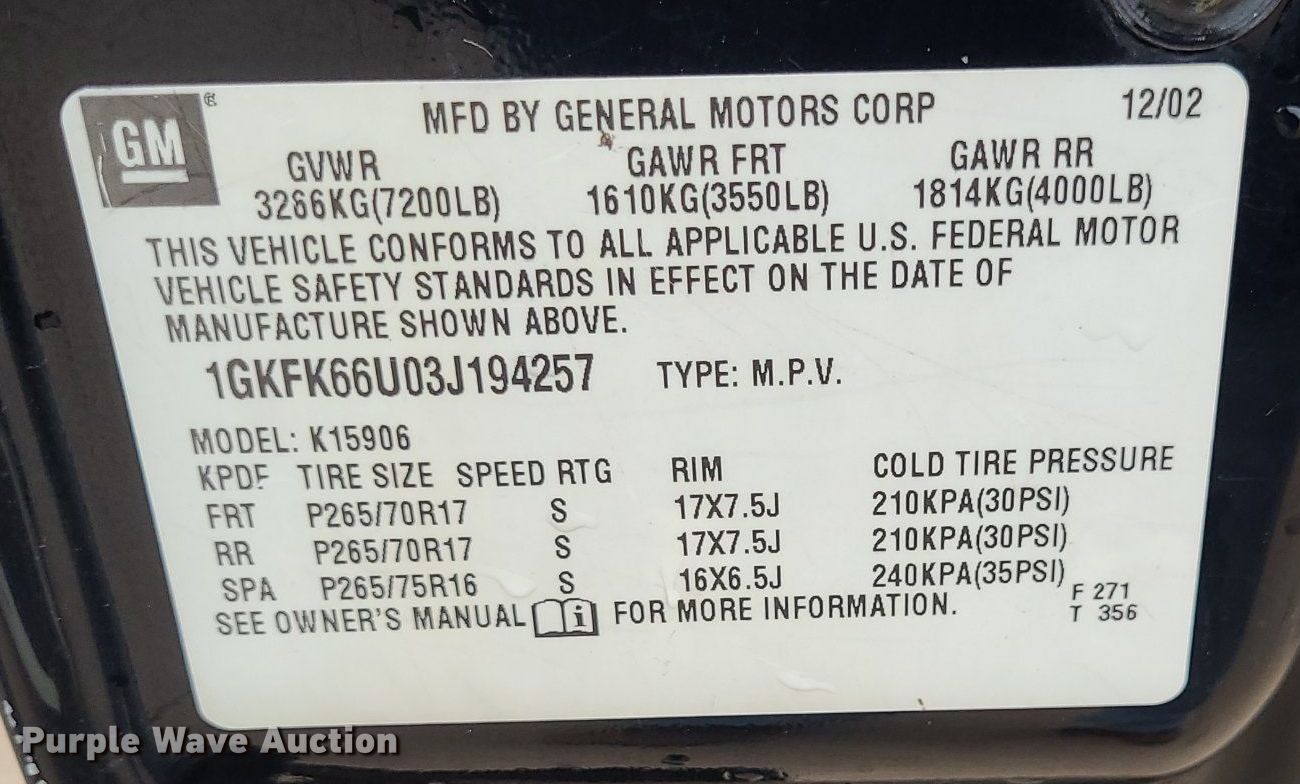 GM ®
MFD BY GENERAL MOTORS CORP 12/02
GVWR GAWR FRT GAWR RR
3266KG(7200LB) 1610KG(3550LB) 1814KG(4000LB)
THIS VEHICLE CONFORMS TO ALL APPLICABLE U.S. FEDERAL MOTOR
VEHICLE SAFETY STANDARDS IN EFFECT ON THE DATE OF
MANUFACTURE SHOWN ABOVE.
1GKFK66U03J194257 TYPE: M.P.V.
MODEL: K15906
KPDF TIRE SIZE SPEED RTG RIM COLD TIRE PRESSURE
FRT P265/70R17 S 17X7.5J 210KPA(30PSI)
RR P265/70R17 S 17X7.5J 210KPA(30PSI)
SPA P265/75R16 S 16X6.5J 240KPA(35PSI)
F 271
SEE OWNER'S MANUAL i FOR MORE INFORMATION. T 356
Purple Wave Auction